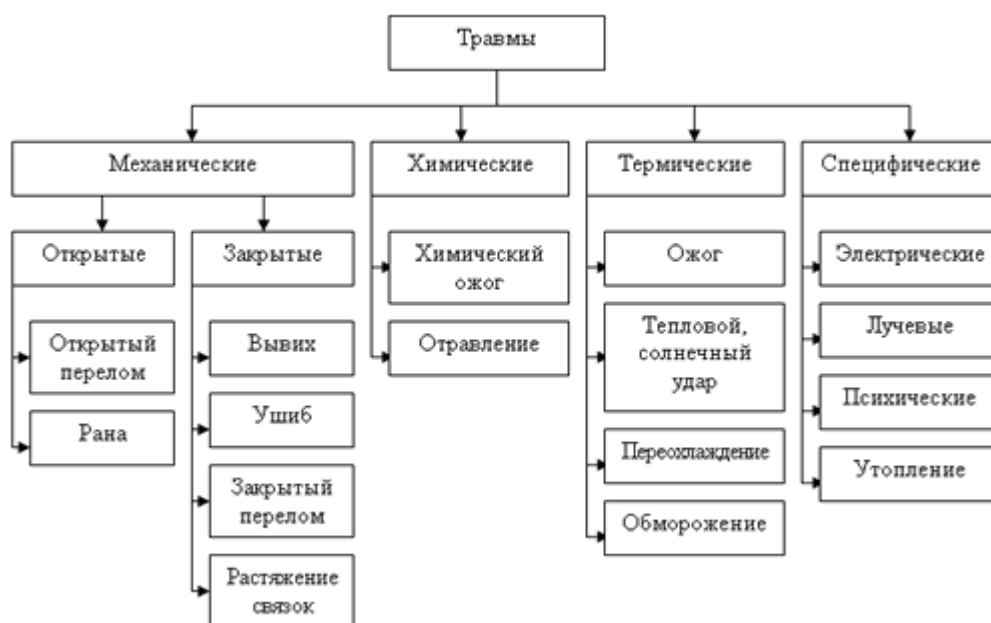 Травмы
Механические
Химические
Термические
Специфические
Открытые
Закрытые
Химический
ожог
Ожог
Электрические
Открытый
перелом
Вывих
Отравление
Тепловой,
солнечный
удар
Лучевые
Рана
Ушиб
Переохлаждение
Психические
Закрытый
перелом
Обморожение
Утопление
Растяжение
связок